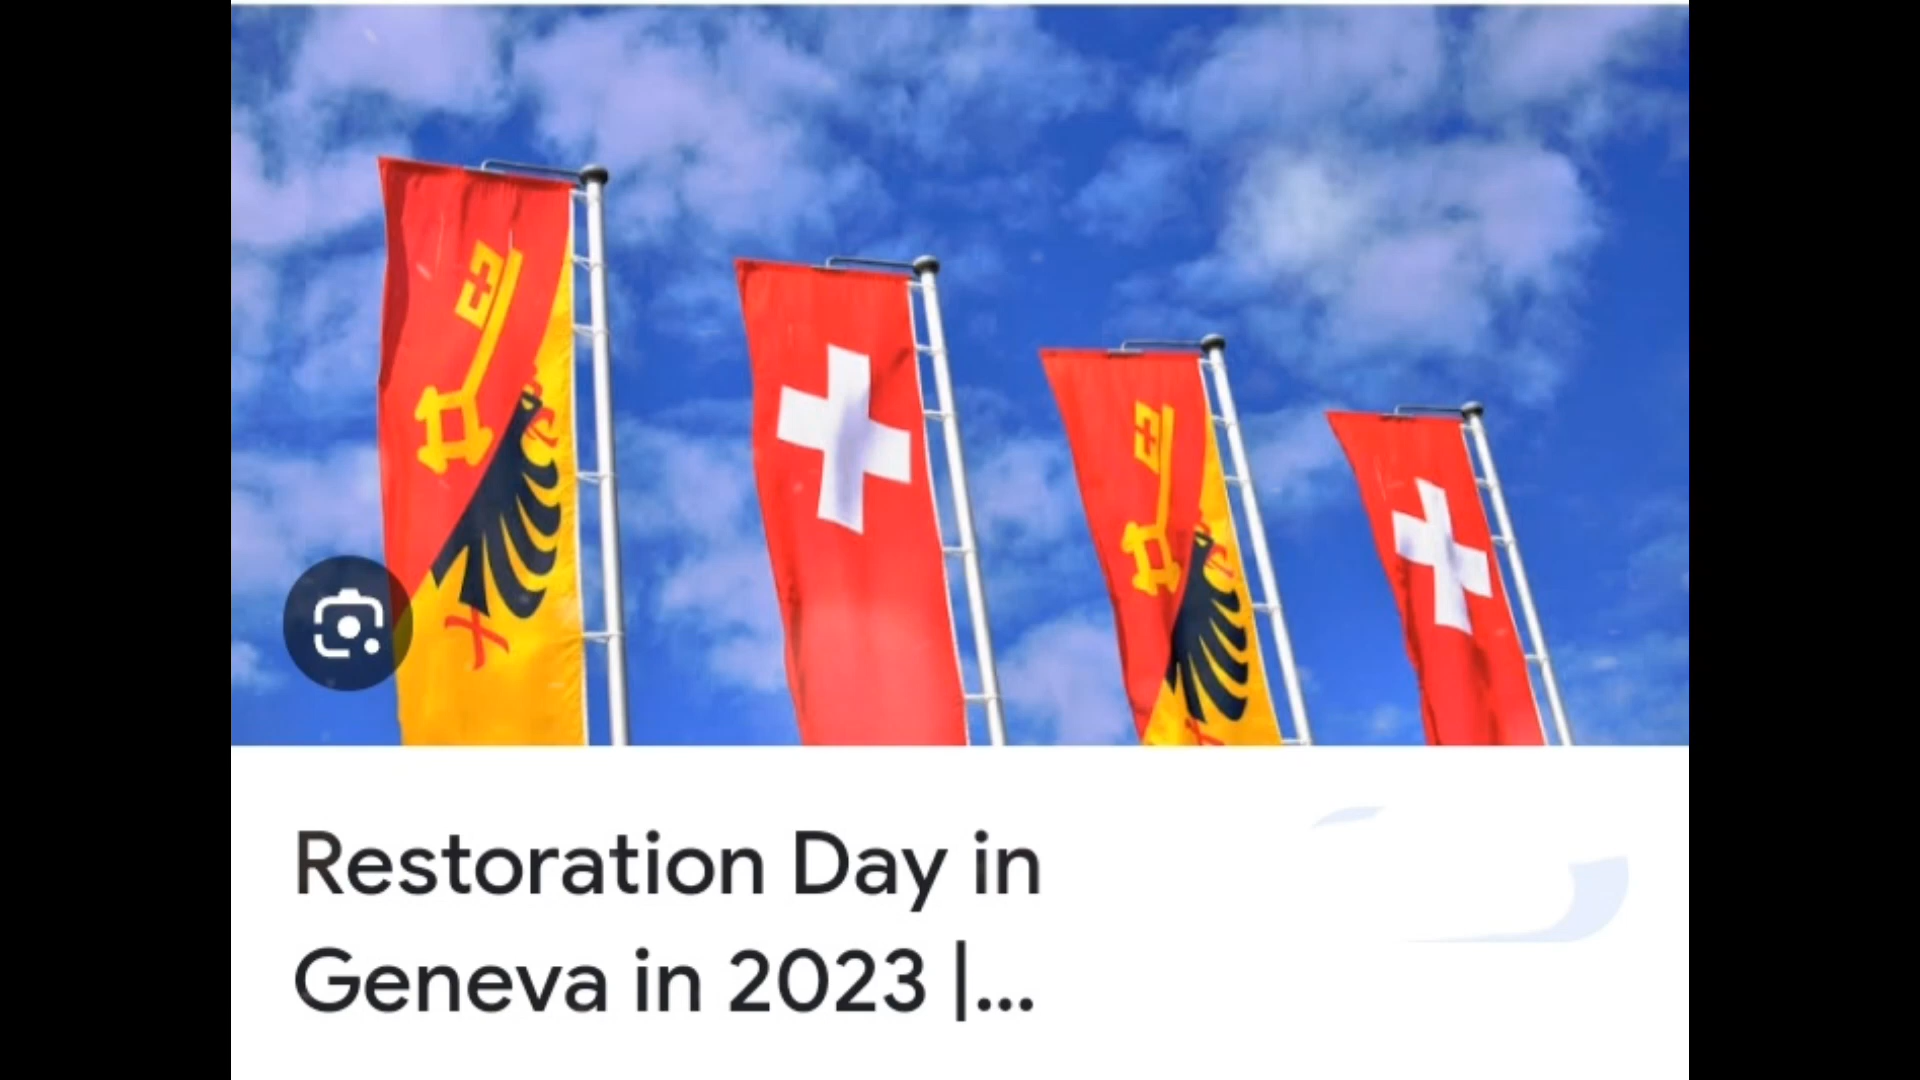 Restoration Day in
Geneva in 2023 |...